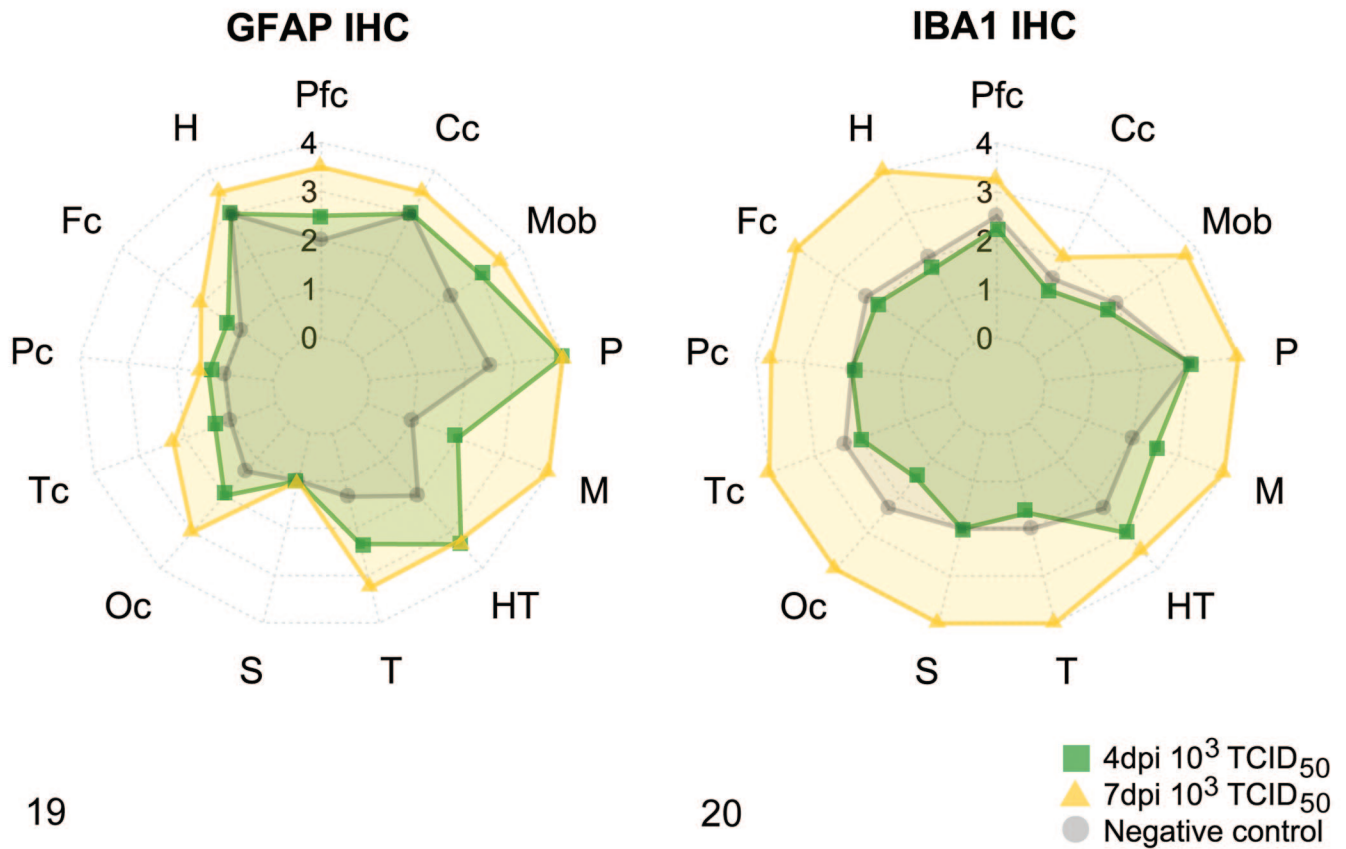 GFAP IHC
IBA1 IHC
Pfc
Cc
Mob
P
M
HT
T
S
Oc
Tc
Pc
Fc
H
4
3
2
1
0
Pfc
Cc
Mob
P
M
HT
T
S
Oc
Tc
Pc
Fc
H
4
3
2
1
0
4dpi 10³ TCID₅₀
7dpi 10³ TCID₅₀
Negative control
19
20